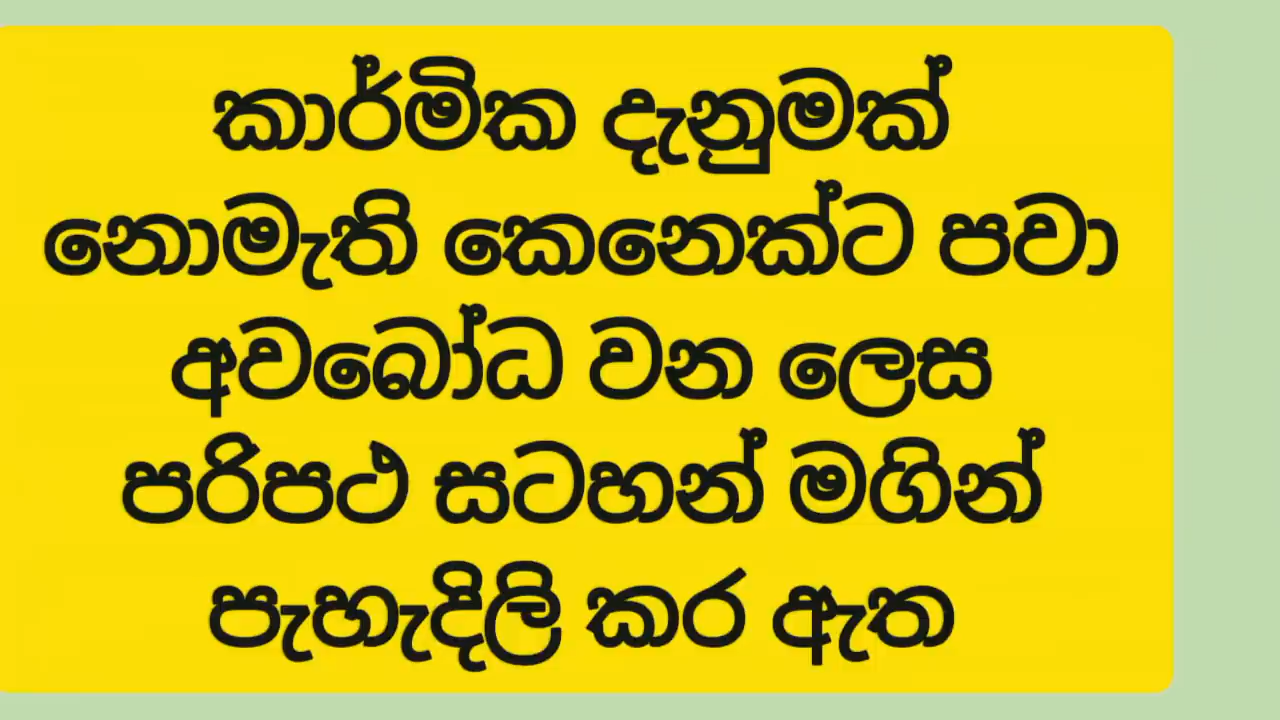 කාර්මික දැනුමක්
නොමැති කෙනෙක්ට පවා
අවබෝධ වන ලෙස
පරිපථ සටහන් මගින්
පැහැදිලි කර ඇත